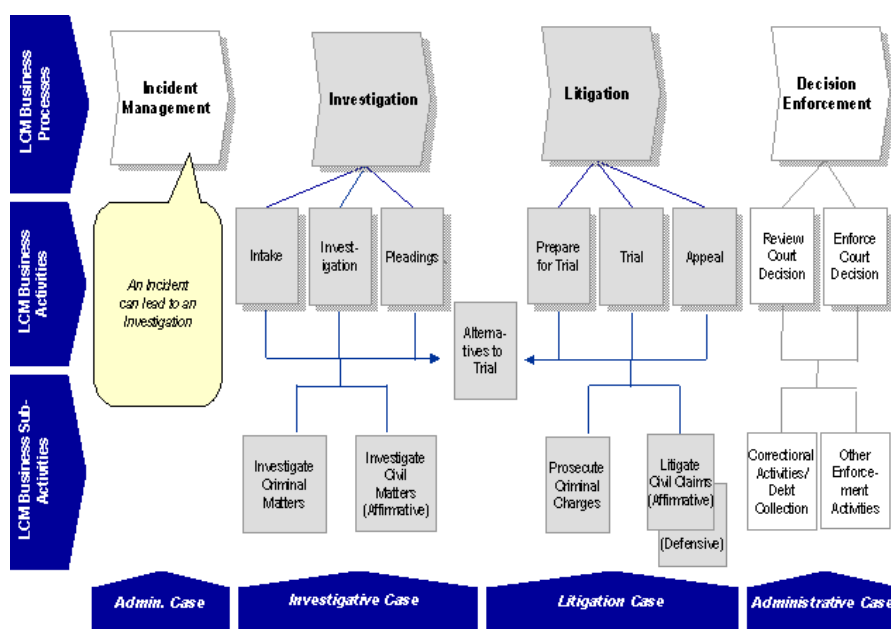 LCM Business
Processes
Incident
Management
Investigation
Litigation
Decision
Enforcement
LCM Business
Activities
An Incident
can lead to an
Investigation
Intake
Invest-
igation
Pleadings
Prepare
for Trial
Trial
Appeal
Review
Court
Decision
Enforce
Court
Decision
Alterna-
tives to
Trial
LCM Business Sub-
Activities
Investigate
Criminal
Matters
Investigate
Civil
Matters
(Affirmative)
Prosecute
Criminal
Charges
Litigate
Civil Claims
(Affirmative)
(Defensive)
Correctional
Activities/
Debt
Collection
Other
Enforce-
ment
Activities
Admin. Case
Investigative Case
Litigation Case
Administrative Case